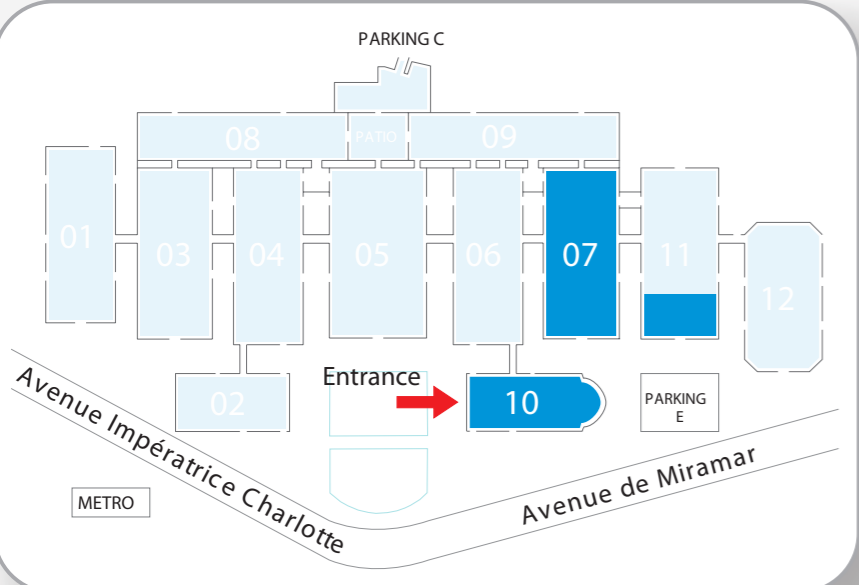 PARKING C
08
PATIO
09
01
03
04
05
06
07
11
12
Entrance
02
10
PARKING
E
Avenue Impératrice Charlotte
Avenue de Miramar
METRO